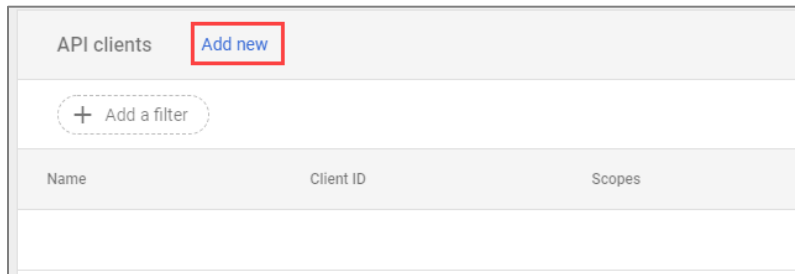 API clients Add new
+ Add a filter
Name Client ID Scopes